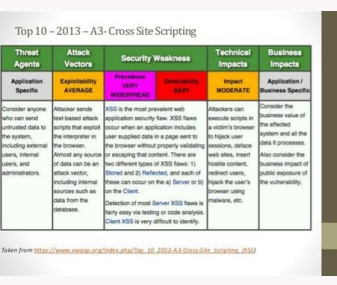 Top 10 – 2013 – A3- Cross Site Scripting
Threat Agents
Attack Vectors
Security Weakness
Technical Impacts
Business Impacts
Application Specific
Exploitability AVERAGE
Prevalence VERY WIDESPREAD
Detectability EASY
Impact MODERATE
Application / Business Specific
Consider anyone
who can send
untrusted data to
the system,
including external
users, internal
users, and
administrators.
Attacker sends
text-based attack
scripts that exploit
the interpreter in
the browser.
Almost any source
of data can be an
attack vector,
including internal
sources such as
data from the
database.
XSS is the most prevalent web
application security flaw. XSS flaws
occur when an application includes
user supplied data in a page sent to
the browser without properly validating
or escaping that content. There are
two different types of XSS flaws: 1)
Stored and 2) Reflected, and each of
these can occur on the a) Server or b)
on the Client.
Detection of most Server XSS flaws is
fairly easy via testing or code analysis.
Client XSS is very difficult to identify.
Attackers can
execute scripts in
a victim's browser
to hijack user
sessions, deface
web sites, insert
hostile content,
redirect users,
hijack the user's
browser using
malware, etc.
Consider the
business value of
the affected
system and all the
data it processes.
Also consider the
business impact of
public exposure of
the vulnerability.
Taken from https://www.owasp.org/index.php/Top_10_2013-A3-Cross-Site_Scripting_(XSS)